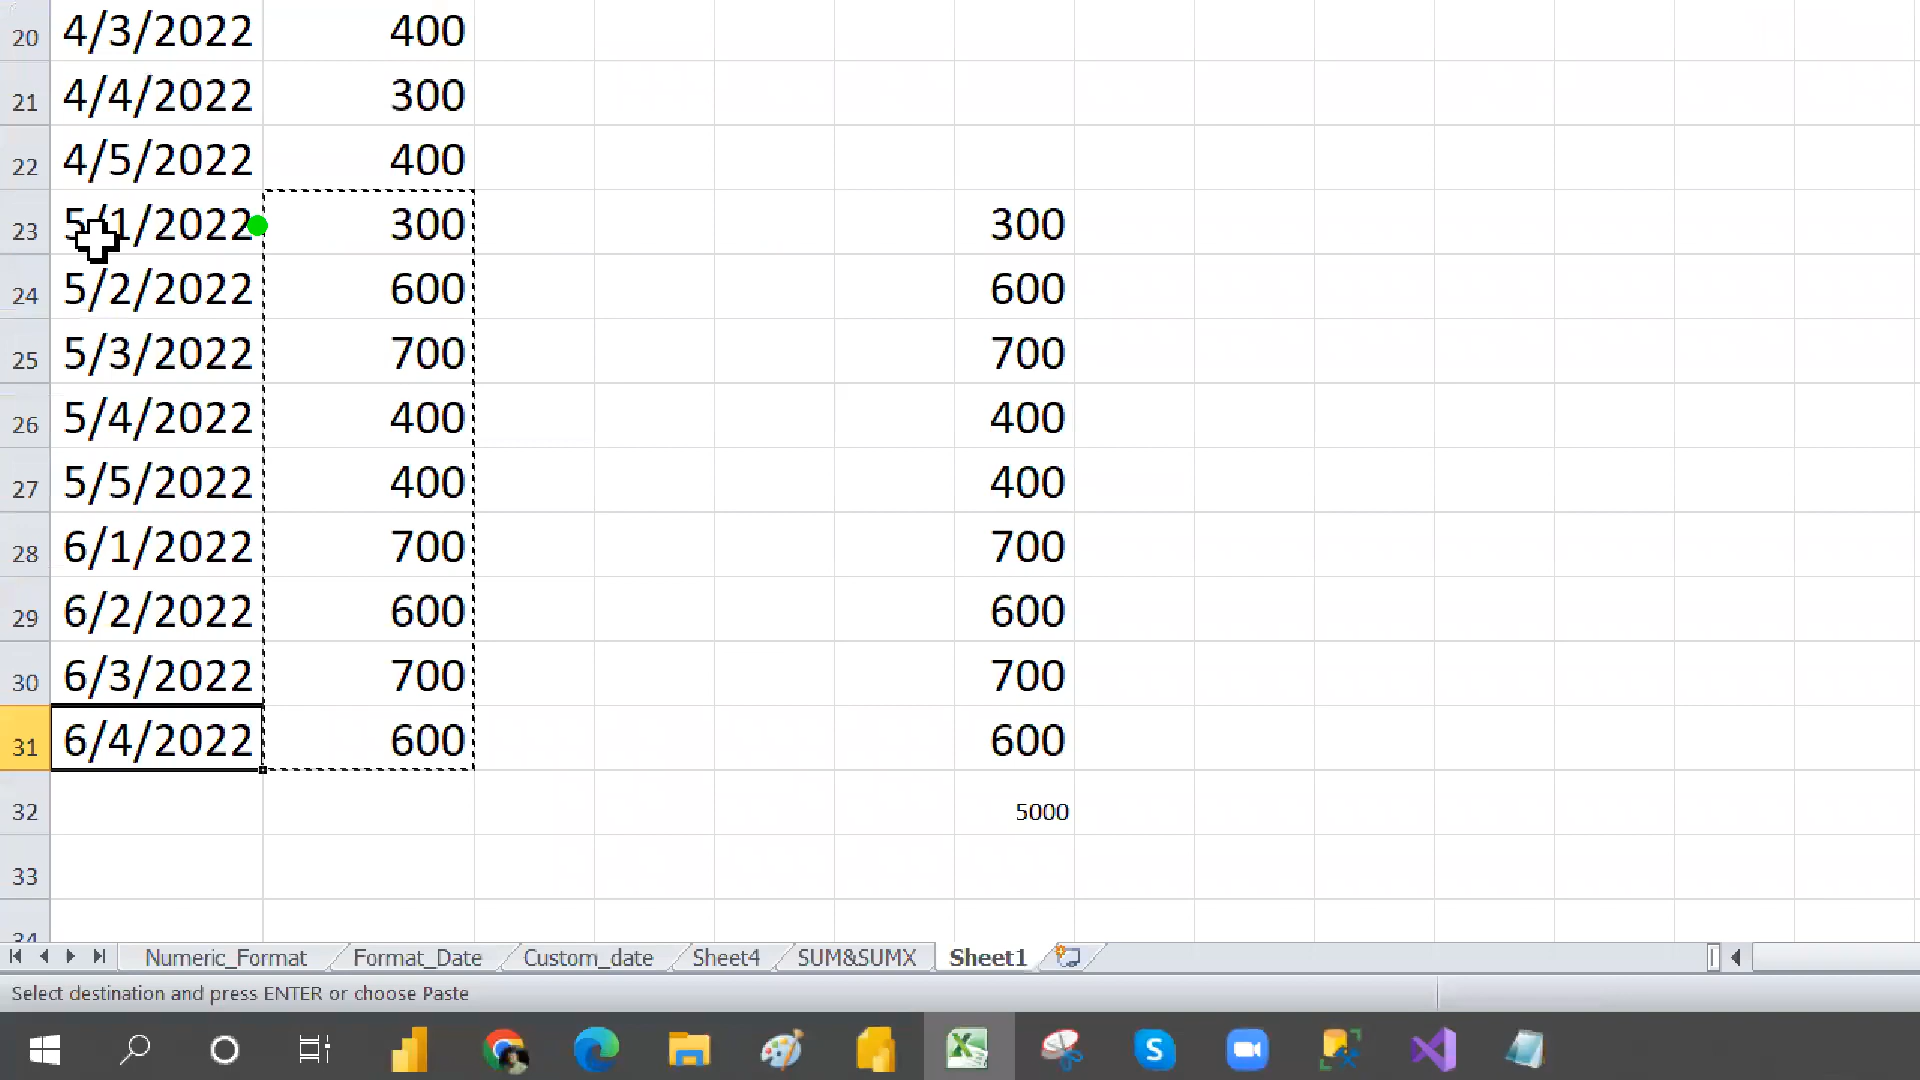 20 4/3/2022 400
21 4/4/2022 300
22 4/5/2022 400
23 5/1/2022 300 300
24 5/2/2022 600 600
25 5/3/2022 700 700
26 5/4/2022 400 400
27 5/5/2022 400 400
28 6/1/2022 700 700
29 6/2/2022 600 600
30 6/3/2022 700 700
31 6/4/2022 600 600
32 5000
33
34
Numeric_Format Format_Date Custom_date Sheet4 SUM&SUMX Sheet1
Select destination and press ENTER or choose Paste